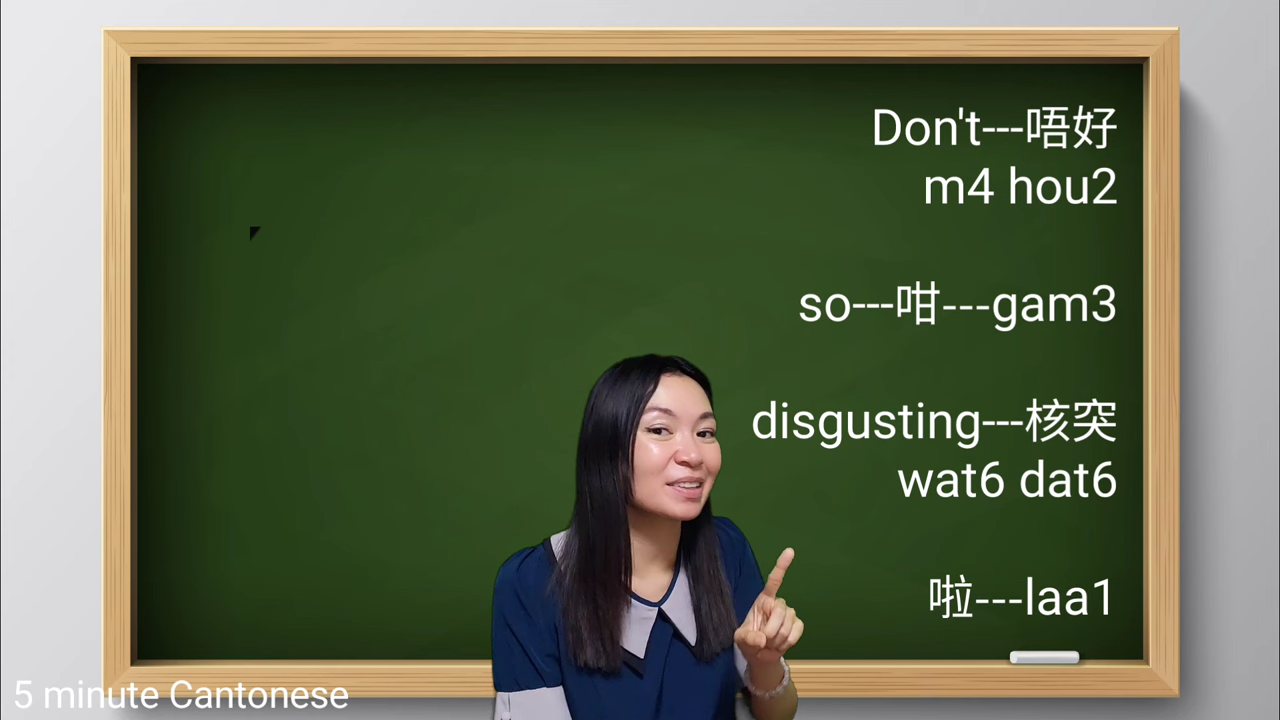 Don't---唔好
m4 hou2
so---咁---gam3
disgusting---核突
wat6 dat6
啦---laa1
5 minute Cantonese